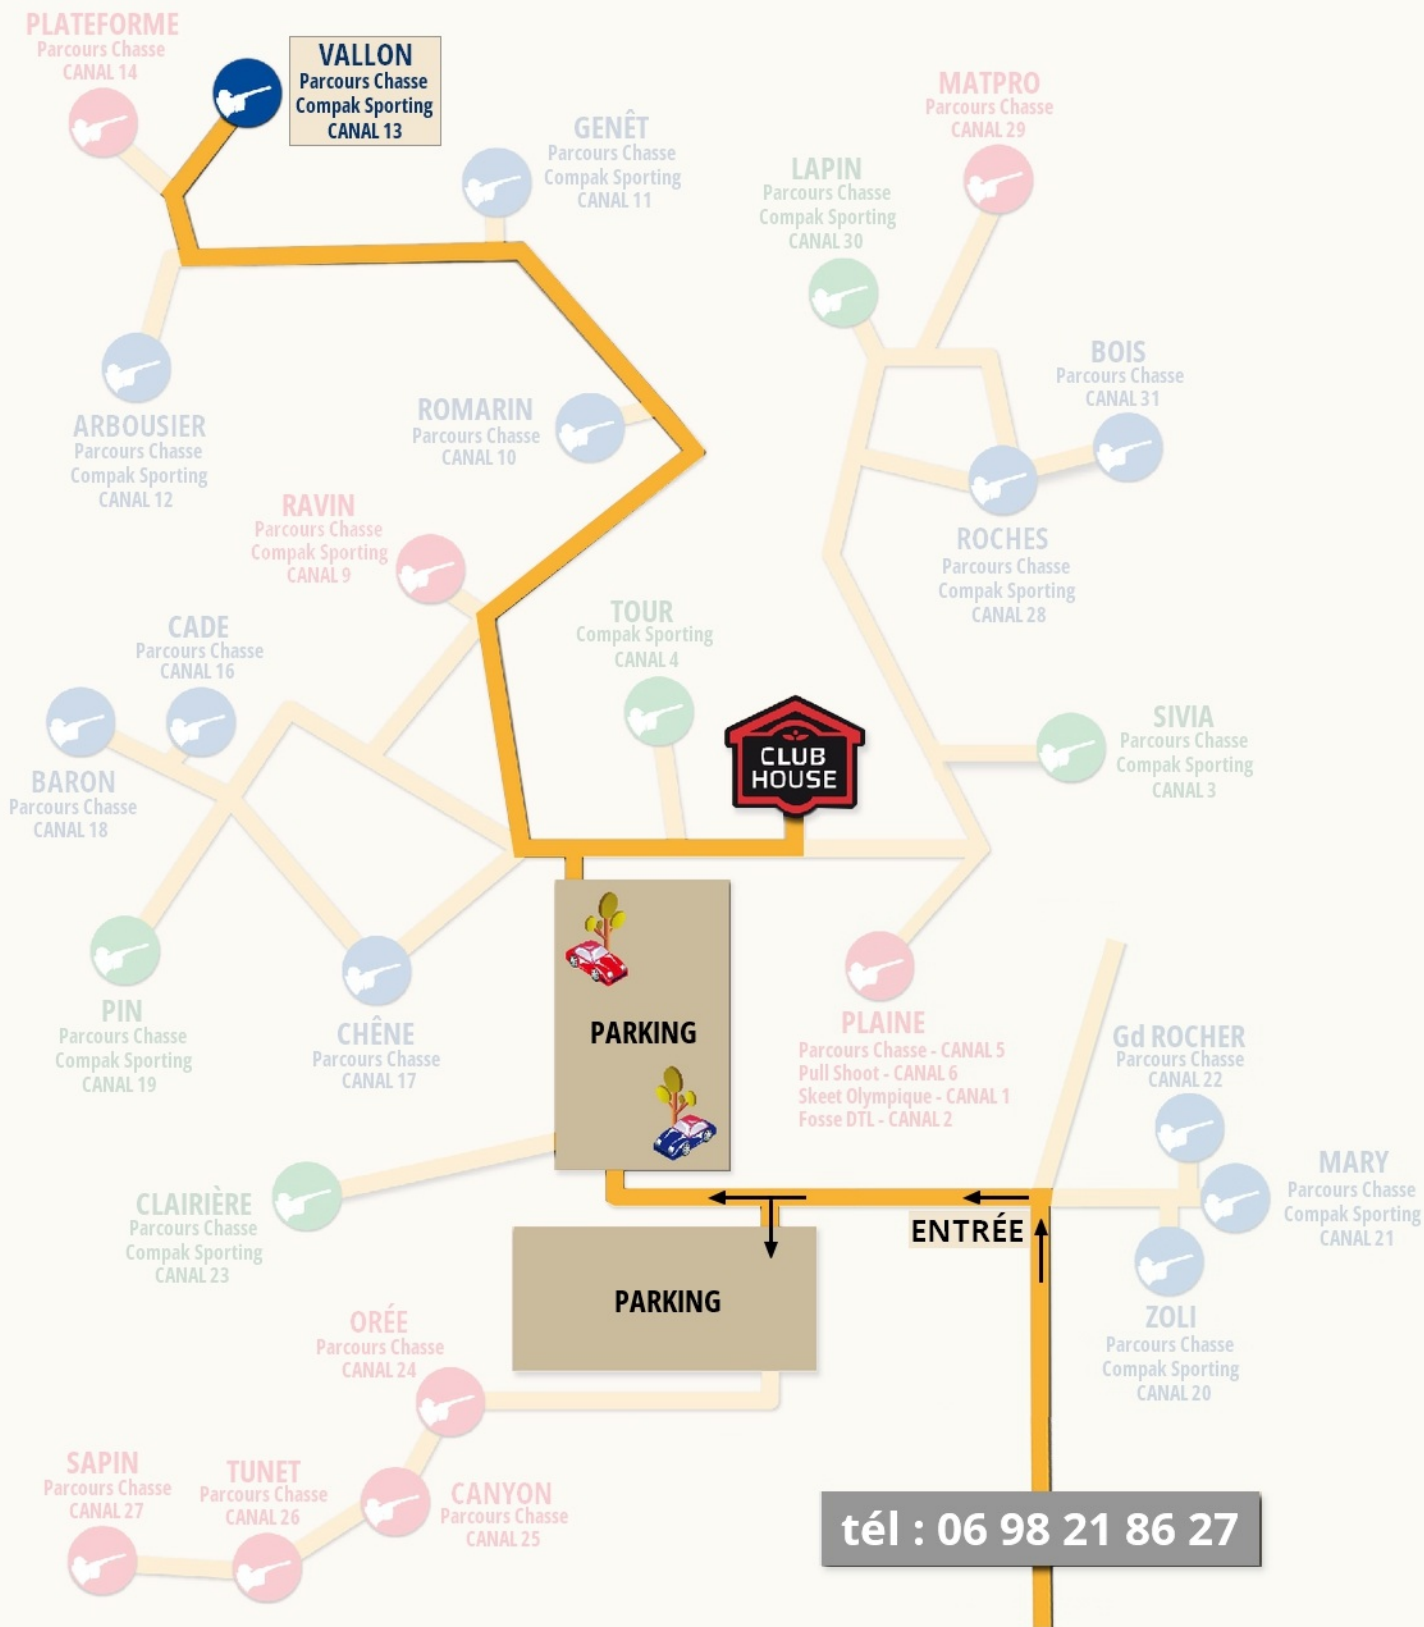 PLATEFORME
Parcours Chasse
CANAL 14
VALLON
Parcours Chasse
Compak Sporting
CANAL 13
GENÊT
Parcours Chasse
Compak Sporting
CANAL 11
MATPRO
Parcours Chasse
CANAL 29
LAPIN
Parcours Chasse
Compak Sporting
CANAL 30
BOIS
Parcours Chasse
CANAL 31
ARBOUSIER
Parcours Chasse
Compak Sporting
CANAL 12
ROMARIN
Parcours Chasse
CANAL 10
RAVIN
Parcours Chasse
Compak Sporting
CANAL 9
ROCHES
Parcours Chasse
Compak Sporting
CANAL 28
TOUR
Compak Sporting
CANAL 4
CADE
Parcours Chasse
CANAL 16
BARON
Parcours Chasse
CANAL 18
CLUB
HOUSE
SIVIA
Parcours Chasse
Compak Sporting
CANAL 3
PIN
Parcours Chasse
Compak Sporting
CANAL 19
CHÊNE
Parcours Chasse
CANAL 17
PARKING
PLAINE
Parcours Chasse - CANAL 5
Pull Shoot - CANAL 6
Skeet Olympique - CANAL 1
Fosse DTL - CANAL 2
Gd ROCHER
Parcours Chasse
CANAL 22
MARY
Parcours Chasse
Compak Sporting
CANAL 21
CLAIRIÈRE
Parcours Chasse
Compak Sporting
CANAL 23
ENTRÉE
PARKING
ZOLI
Parcours Chasse
Compak Sporting
CANAL 20
ORÉE
Parcours Chasse
CANAL 24
SAPIN
Parcours Chasse
CANAL 27
TUNET
Parcours Chasse
CANAL 26
CANYON
Parcours Chasse
CANAL 25
tél : 06 98 21 86 27